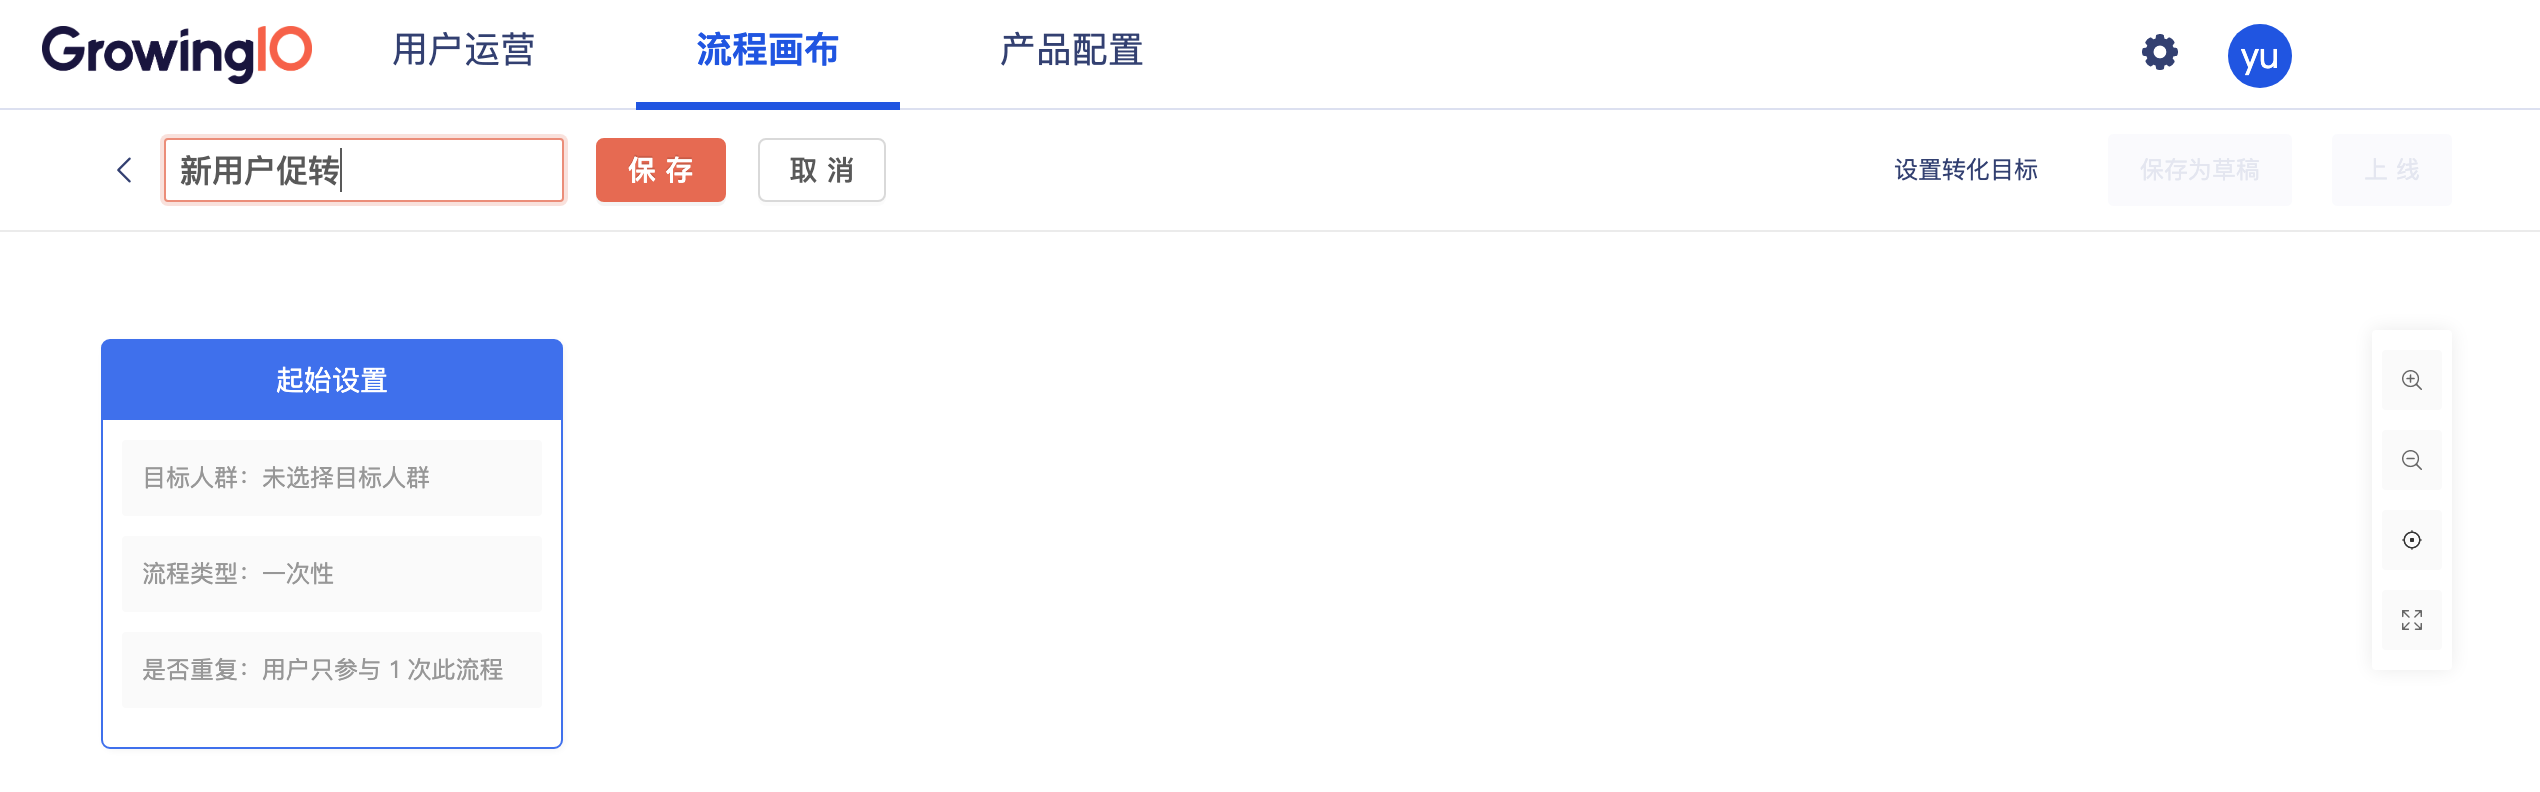 GrowingIO 用户运营 流程画布 产品配置 yu
新用户促转 保存 取消 设置转化目标 保存为草稿 上线
起始设置
目标人群：未选择目标人群
流程类型：一次性
是否重复：用户只参与 1 次此流程